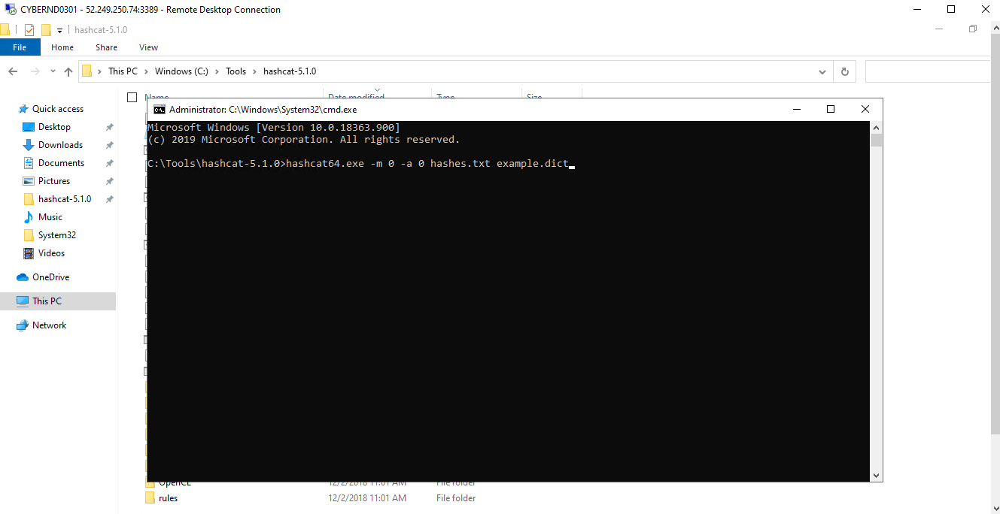 CYBERND0301 - 52.249.250.74:3389 - Remote Desktop Connection
hashcat-5.1.0
File Home Share View
This PC > Windows (C:) > Tools > hashcat-5.1.0
Name Date modified Type Size
Quick access
Desktop
Downloads
Documents
Pictures
hashcat-5.1.0
Music
System32
Videos
OneDrive
This PC
Network
Administrator: C:\Windows\System32\cmd.exe
Microsoft Windows [Version 10.0.18363.900]
(c) 2019 Microsoft Corporation. All rights reserved.
C:\Tools\hashcat-5.1.0>hashcat64.exe -m 0 -a 0 hashes.txt example.dict
OpenCL 12/2/2018 11:01 AM File folder
rules 12/2/2018 11:01 AM File folder